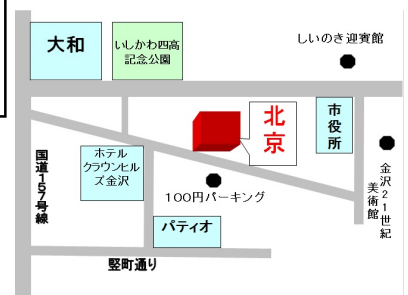 大和
いしかわ四高
記念公園
しいのき迎賓館
北京
市役所
国道157号線
ホテル
クラウンヒル
ズ金沢
100円パーキング
金沢21世紀
美術館
パティオ
竪町通り